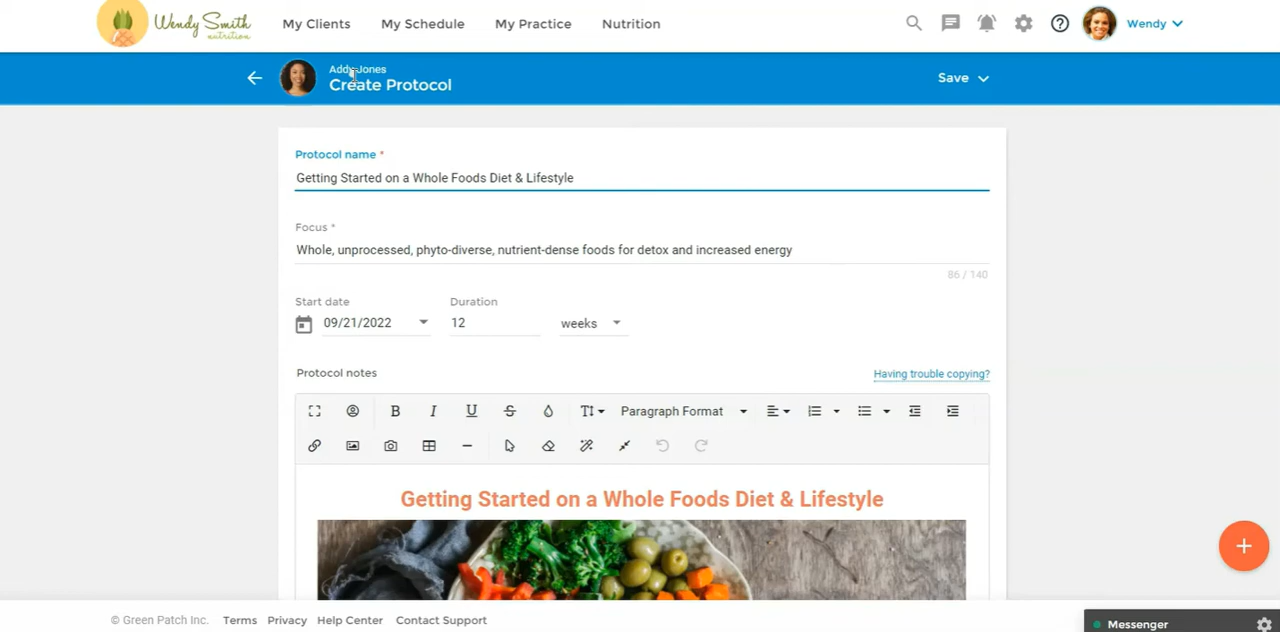 Wendy Smith
nutrition
My Clients
My Schedule
My Practice
Nutrition
Wendy
Addy Jones
Create Protocol
Save
Protocol name *
Getting Started on a Whole Foods Diet & Lifestyle
Focus *
Whole, unprocessed, phyto-diverse, nutrient-dense foods for detox and increased energy
86 / 140
Start date
Duration
09/21/2022
12
weeks
Protocol notes
Having trouble copying?
B
I
U
S
Paragraph Format
Getting Started on a Whole Foods Diet & Lifestyle
© Green Patch Inc.
Terms
Privacy
Help Center
Contact Support
Messenger